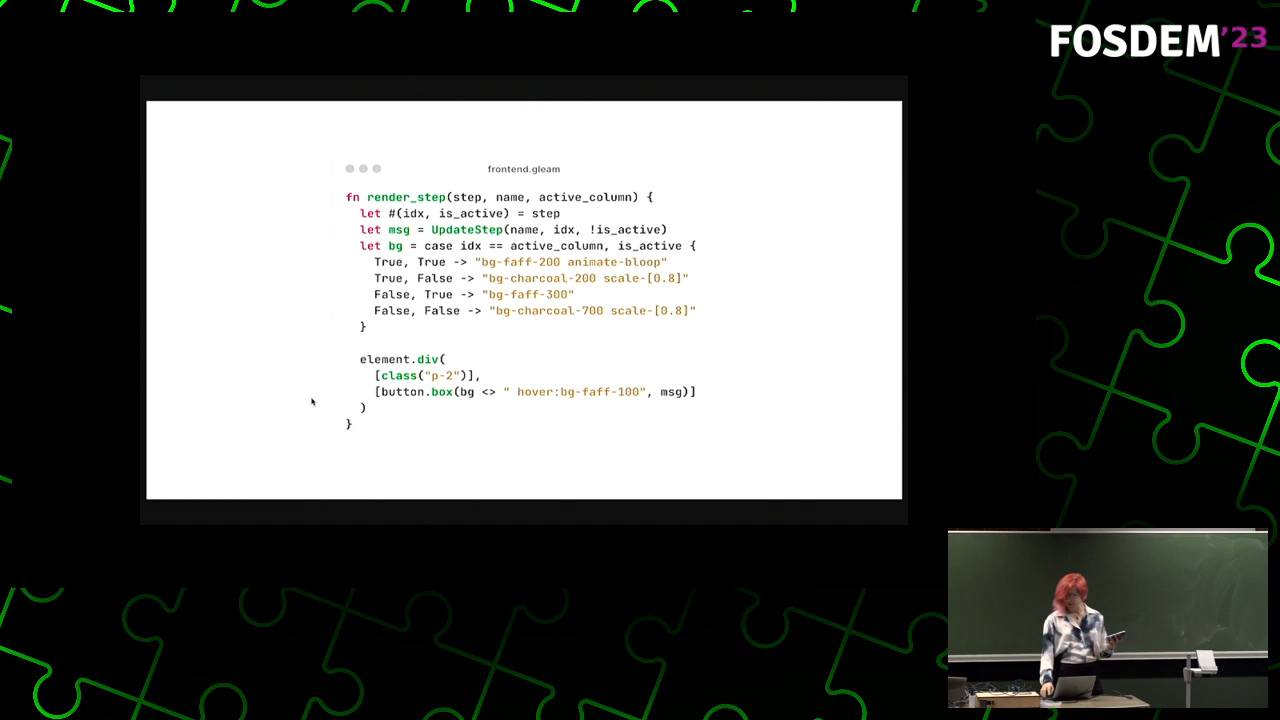 FOSDEM'23
frontend.gleam
fn render_step(step, name, active_column) {
  let #(idx, is_active) = step
  let msg = UpdateStep(name, idx, !is_active)
  let bg = case idx == active_column, is_active {
    True, True -> "bg-faff-200 animate-bloop"
    True, False -> "bg-charcoal-200 scale-[0.8]"
    False, True -> "bg-faff-300"
    False, False -> "bg-charcoal-700 scale-[0.8]"
  }

  element.div(
    [class("p-2")],
    [button.box(bg <> " hover:bg-faff-100", msg)]
  )
}